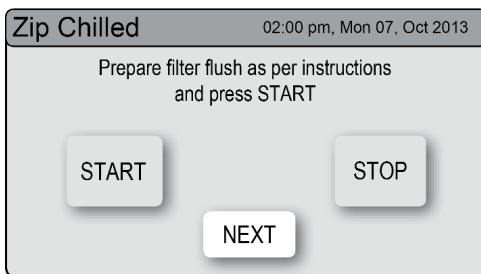 Zip Chilled 02:00 pm, Mon 07, Oct 2013
Prepare filter flush as per instructions
and press START
START STOP
NEXT